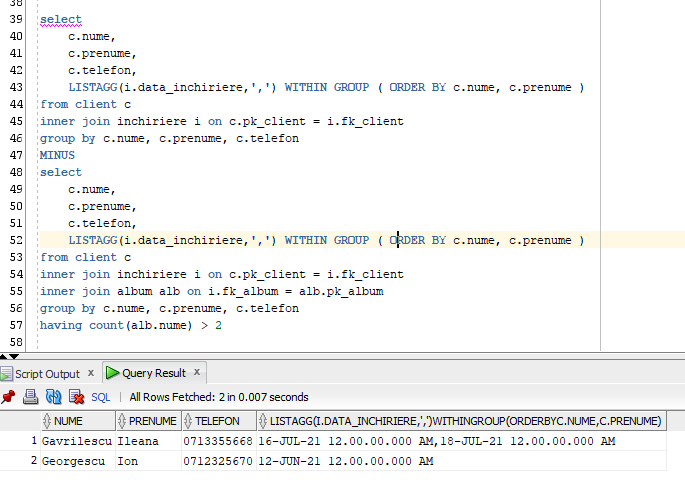 38
39 select
40 c.nume,
41 c.prenume,
42 c.telefon,
43 LISTAGG(i.data_inchiriere,',') WITHIN GROUP ( ORDER BY c.nume, c.prenume )
44 from client c
45 inner join inchiriere i on c.pk_client = i.fk_client
46 group by c.nume, c.prenume, c.telefon
47 MINUS
48 select
49 c.nume,
50 c.prenume,
51 c.telefon,
52 LISTAGG(i.data_inchiriere,',') WITHIN GROUP ( ORDER BY c.nume, c.prenume )
53 from client c
54 inner join inchiriere i on c.pk_client = i.fk_client
55 inner join album alb on i.fk_album = alb.pk_album
56 group by c.nume, c.prenume, c.telefon
57 having count(alb.nume) > 2
58
Script Output x Query Result x
SQL All Rows Fetched: 2 in 0.007 seconds
NUME PRENUME TELEFON LISTAGG(I.DATA_INCHIRIERE,',')WITHINGROUP(ORDERBYC.NUME,C.PRENUME)
1 Gavrilescu Ileana 0713355668 16-JUL-21 12.00.00.000 AM,18-JUL-21 12.00.00.000 AM
2 Georgescu Ion 0712325670 12-JUN-21 12.00.00.000 AM